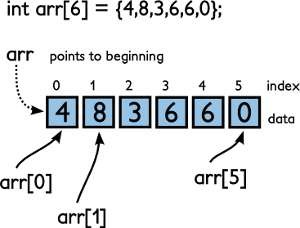 int arr[6] = {4,8,3,6,6,0};
arr points to beginning
0 1 2 3 4 5 index
4 8 3 6 6 0 data
arr[0]
arr[1]
arr[5]